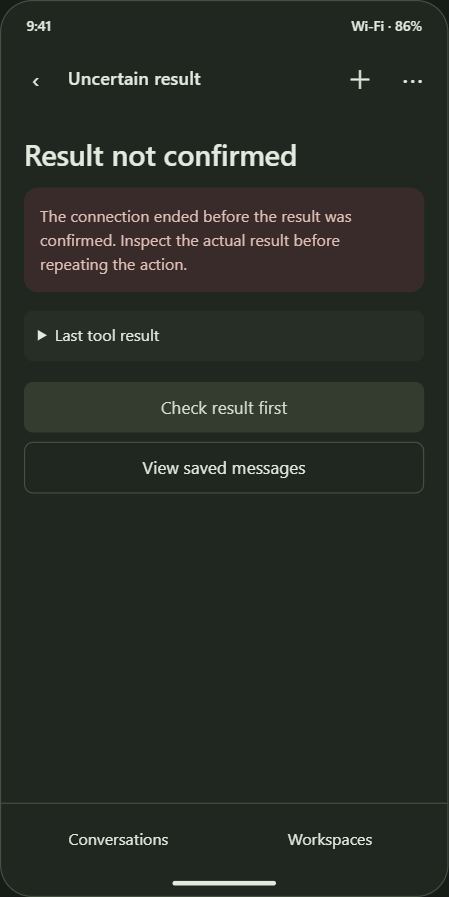 9:41
Wi-Fi · 86%
‹ Uncertain result + ...
Result not confirmed
The connection ended before the result was
confirmed. Inspect the actual result before
repeating the action.
▶ Last tool result
Check result first
View saved messages
Conversations
Workspaces